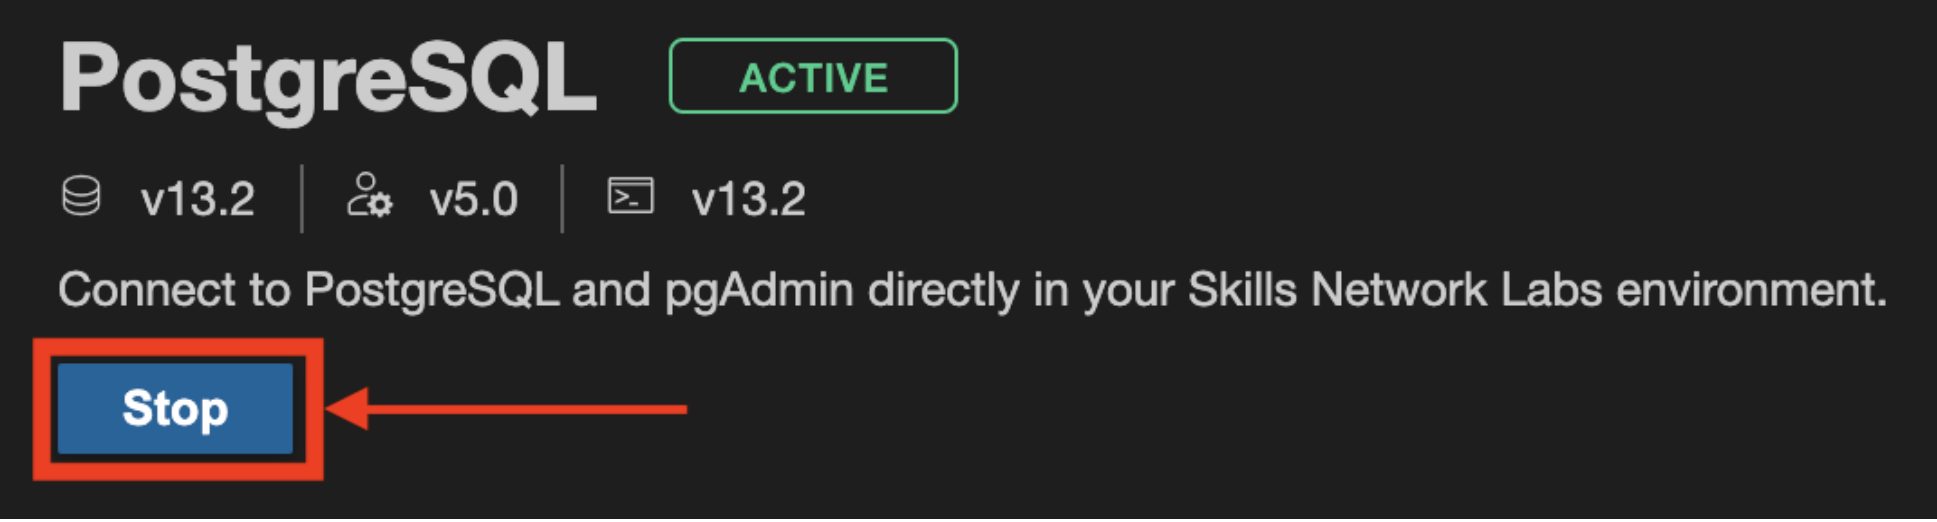 PostgreSQL ACTIVE
v13.2 v5.0 v13.2
Connect to PostgreSQL and pgAdmin directly in your Skills Network Labs environment.
Stop